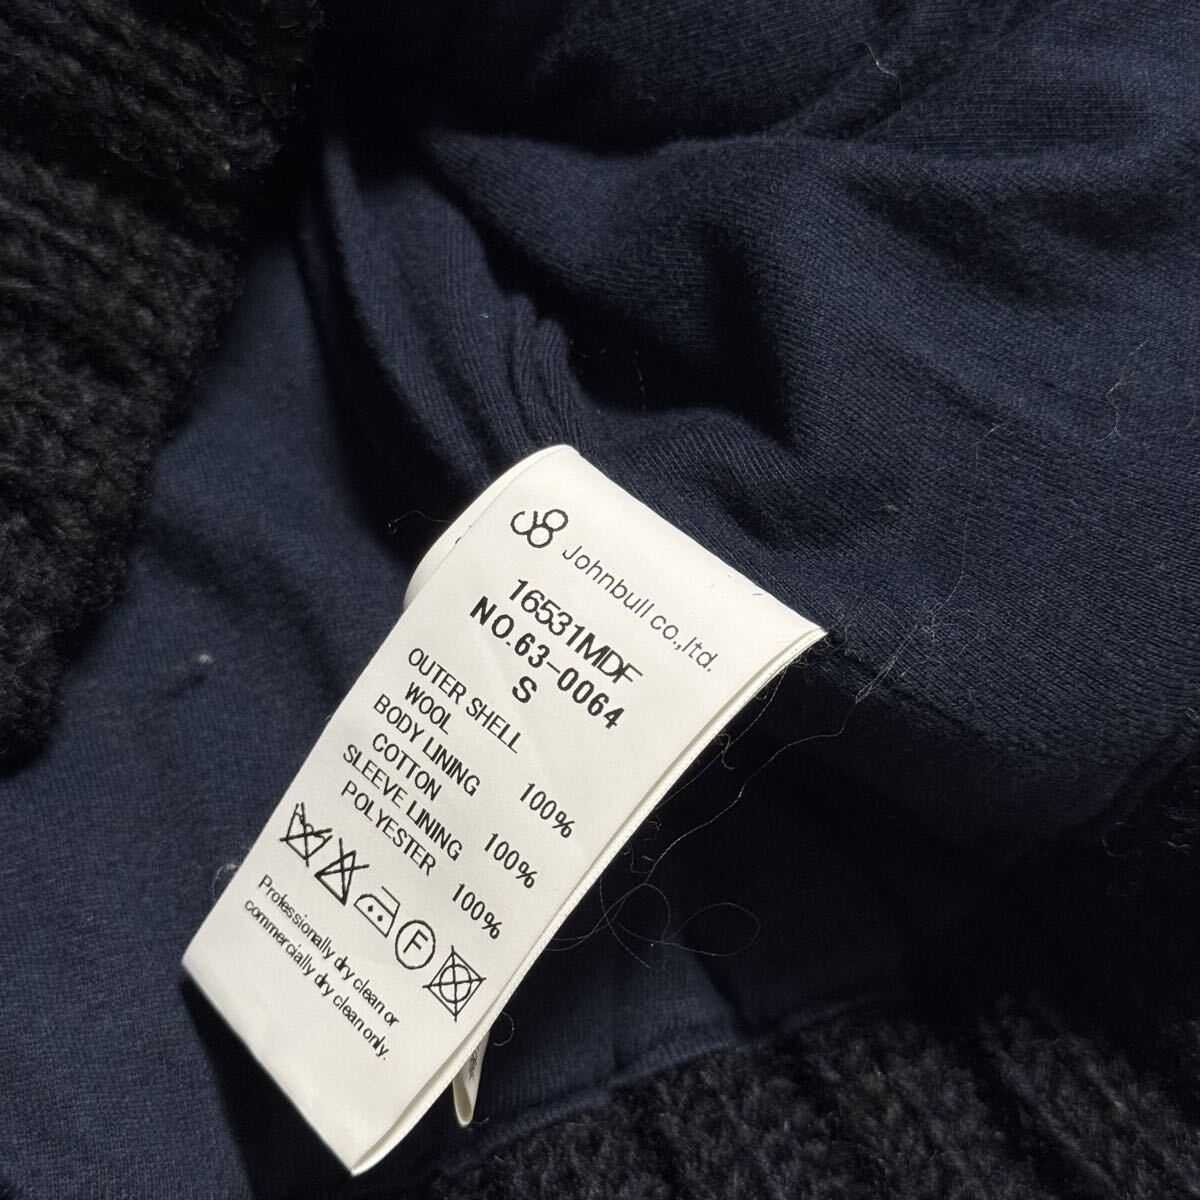 Johnbull co.,ltd.
16531MDF
NO.63-0064
S
OUTER SHELL
WOOL 100%
BODY LINING
COTTON 100%
SLEEVE LINING
POLYESTER 100%
F
Professionally dry clean or
commercially dry clean only.